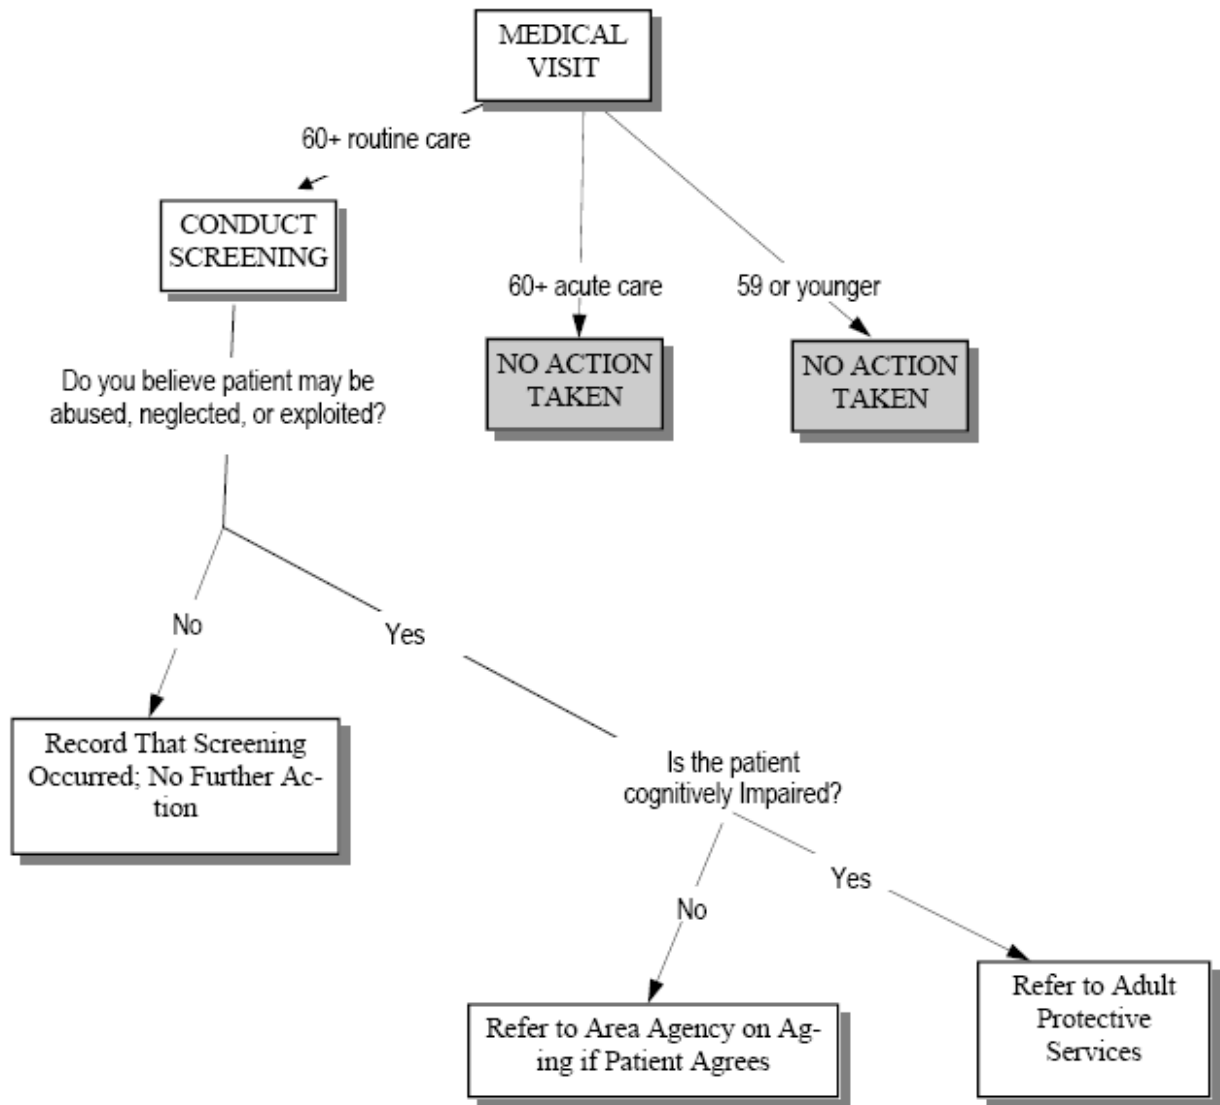 MEDICAL
VISIT
60+ routine care
CONDUCT
SCREENING
60+ acute care
59 or younger
NO ACTION
TAKEN
NO ACTION
TAKEN
Do you believe patient may be
abused, neglected, or exploited?
No
Yes
Record That Screening
Occurred; No Further Ac-
tion
Is the patient
cognitively Impaired?
No
Yes
Refer to Area Agency on Ag-
ing if Patient Agrees
Refer to Adult
Protective
Services